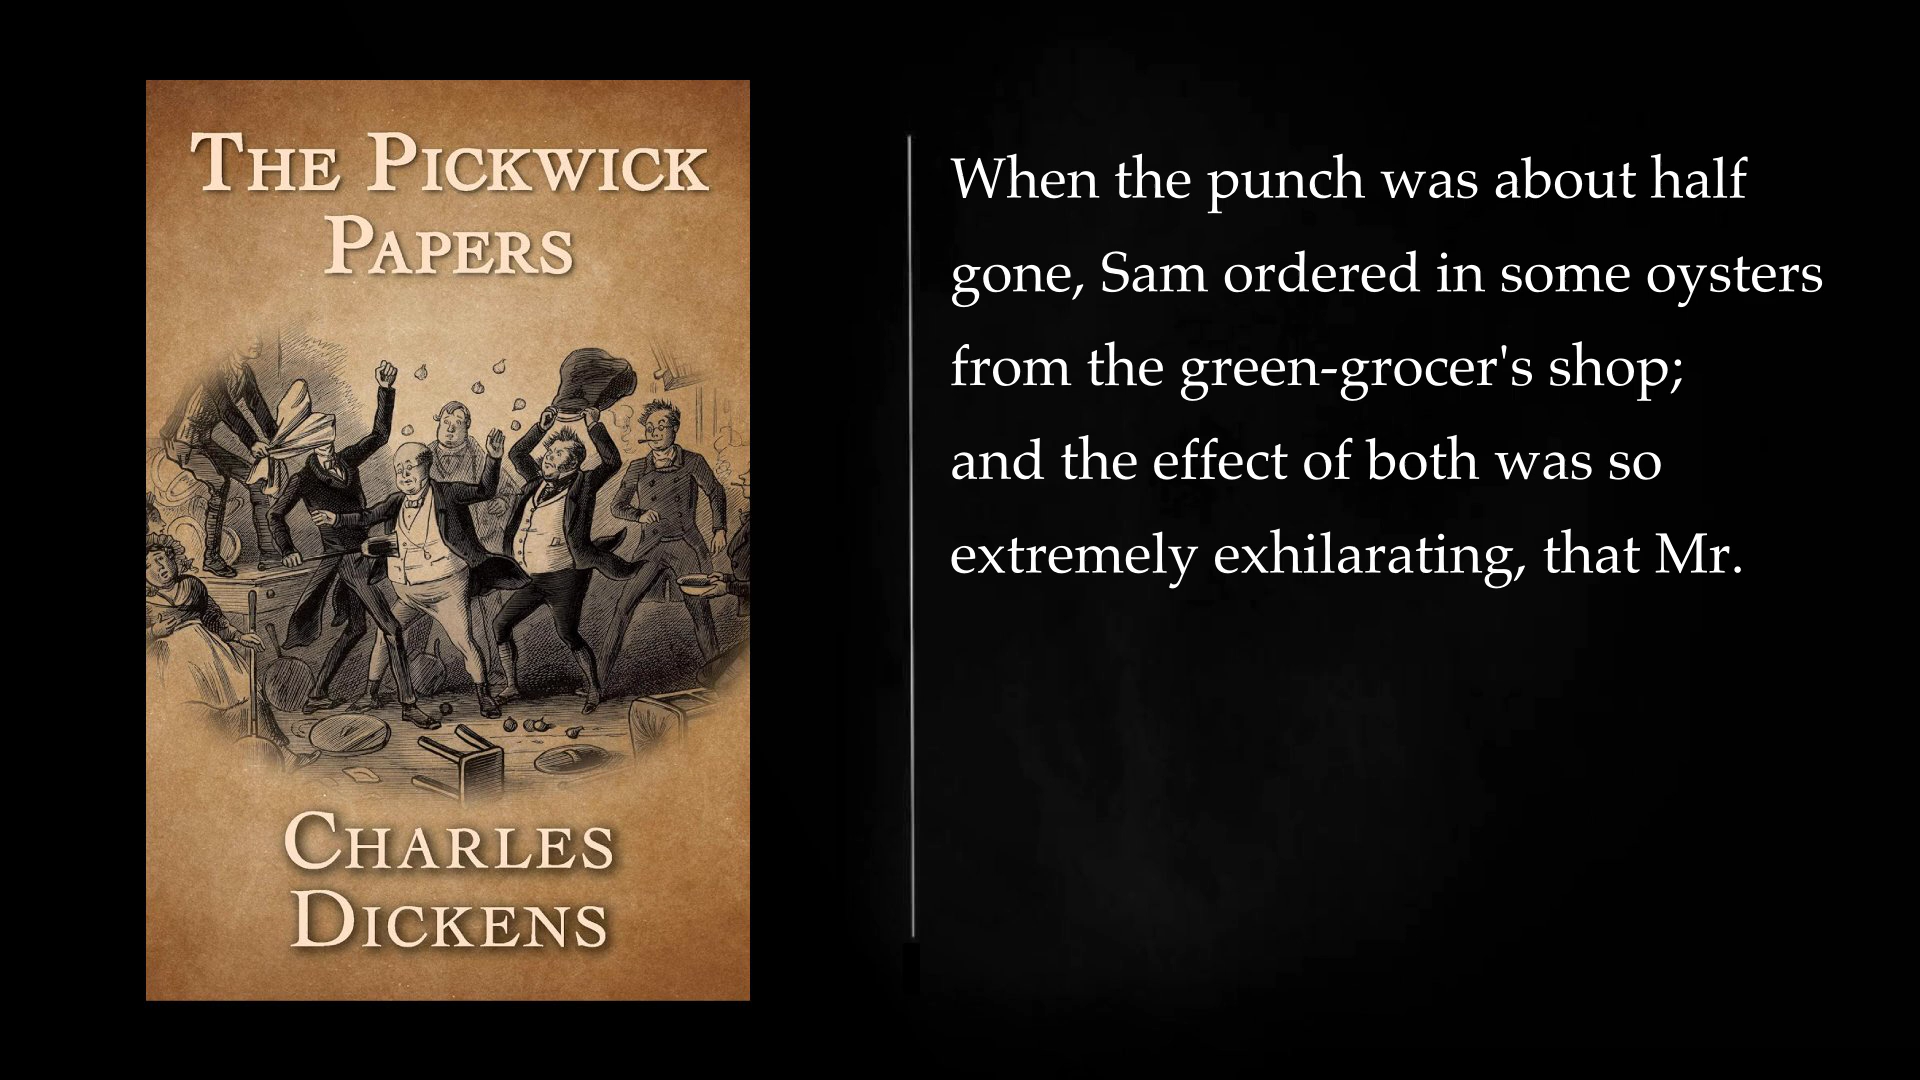 The Pickwick
Papers
Charles
Dickens
When the punch was about half
gone, Sam ordered in some oysters
from the green-grocer's shop;
and the effect of both was so
extremely exhilarating, that Mr.